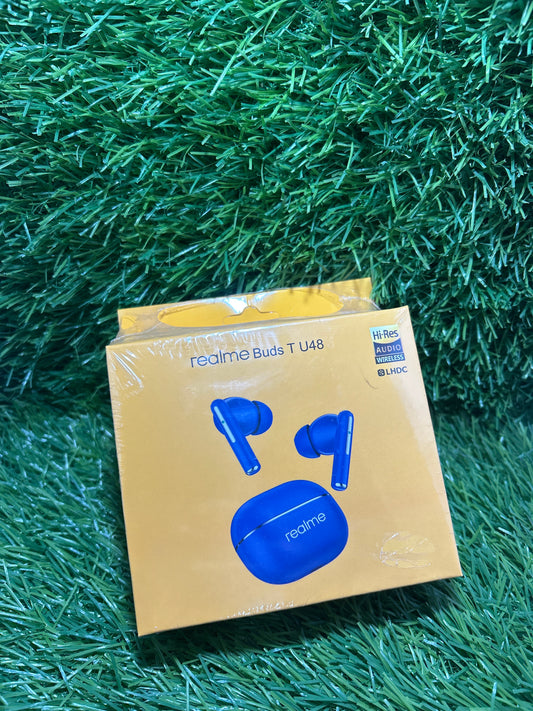 realme Buds T U48
Hi-Res
AUDIO
WIRELESS
LHDC
realme